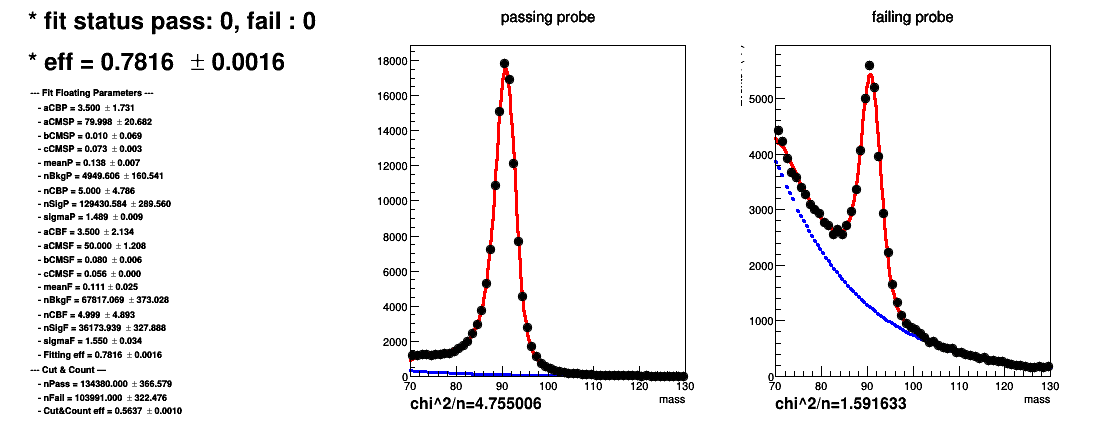 * fit status pass: 0, fail : 0
* eff = 0.7816 ± 0.0016
--- Fit Floating Parameters ---
- aCBP = 3.500 ± 1.731
- aCMSP = 79.998 ± 20.682
- bCMSP = 0.010 ± 0.069
- cCMSP = 0.073 ± 0.003
- meanP = 0.138 ± 0.007
- nBkgP = 4949.606 ± 160.541
- nCBP = 5.000 ± 4.786
- nSigP = 129430.584 ± 289.560
- sigmaP = 1.489 ± 0.009
- aCBF = 3.500 ± 2.134
- aCMSF = 50.000 ± 1.208
- bCMSF = 0.080 ± 0.006
- cCMSF = 0.056 ± 0.000
- meanF = 0.111 ± 0.025
- nBkgF = 67817.069 ± 373.028
- nCBF = 4.999 ± 4.893
- nSigF = 36173.939 ± 327.888
- sigmaF = 1.550 ± 0.034
- Fitting eff = 0.7816 ± 0.0016
--- Cut & Count ---
- nPass = 134380.000 ± 366.579
- nFail = 103991.000 ± 322.476
- Cut&Count eff = 0.5637 ± 0.0010
passing probe
18000
16000
14000
12000
10000
8000
6000
4000
2000
0
70 80 90 100 110 120 130
mass
chi^2/n=4.755006
failing probe
5000
4000
3000
2000
1000
0
70 80 90 100 110 120 130
mass
chi^2/n=1.591633